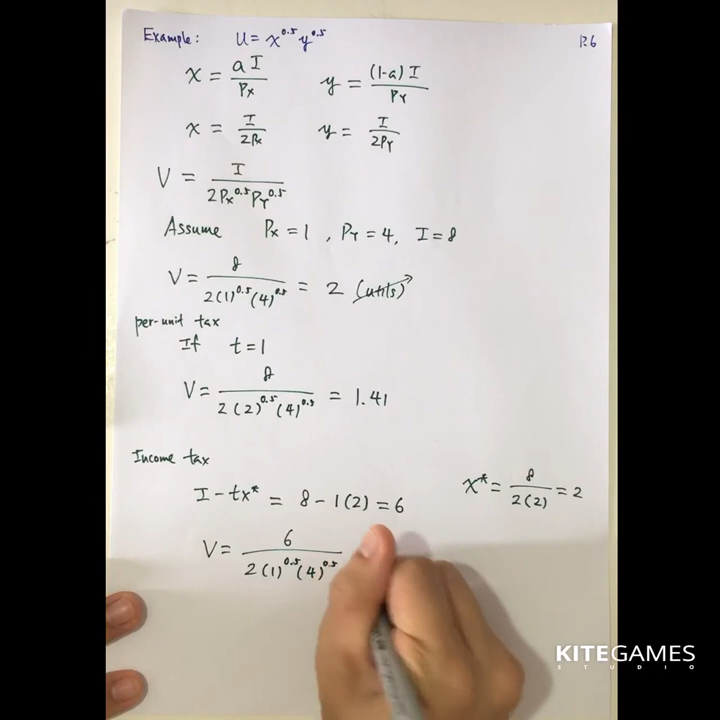 Example: U = x^0.5 y^0.5 P.6
x = aI/Px y = (1-a)I/PY
x = I/2Px y = I/2PY
V = I/2Px^0.5 PY^0.5
Assume Px = 1, PY = 4, I = 8
V = 8/2(1)^0.5(4)^0.5 = 2 (utils)
per-unit tax
If t = 1
V = 8/2(2)^0.5(4)^0.5 = 1.41
Income tax
I - tx* = 8 - 1(2) = 6 x* = 8/2(2) = 2
V = 6/2(1)^0.5(4)^0.5
KITEGAMES
STUDIO